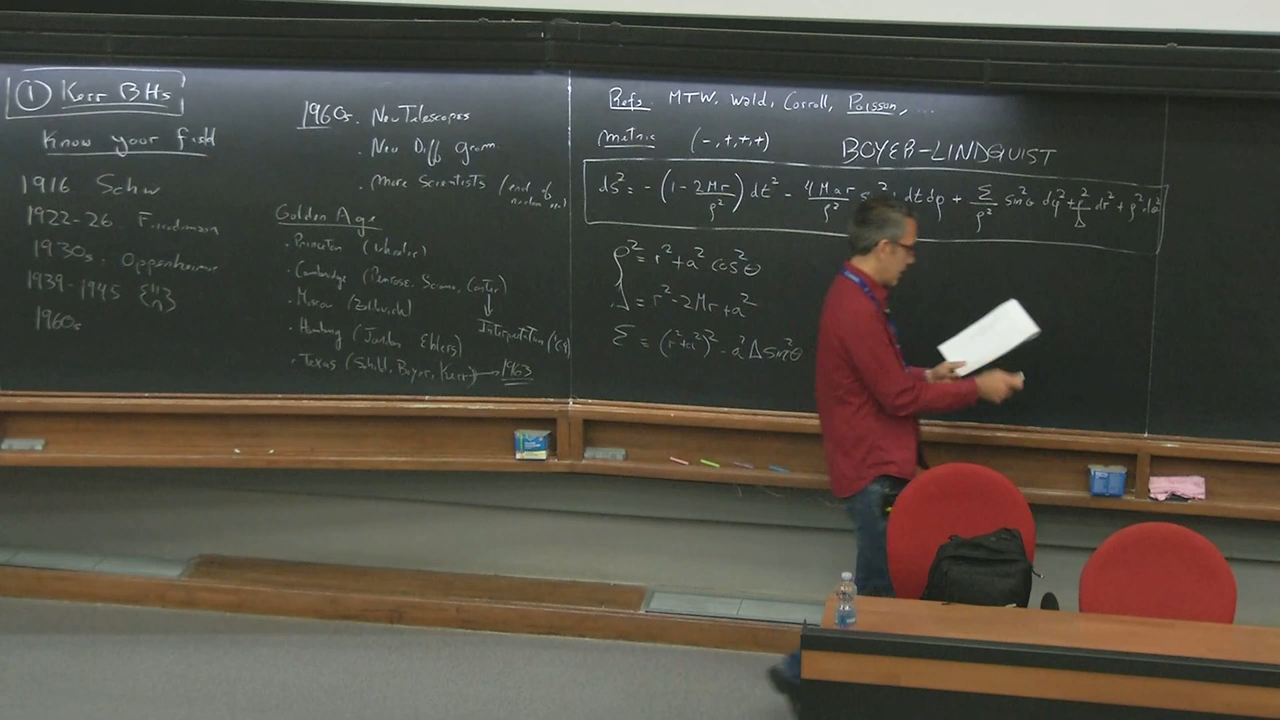 ① Kerr BHs
Know your field
1916 Schw
1922-26. Friedmann
1930s. Oppenheimer
1939-1945
1960s
1960s. New Telescopes
. New Diff geom.
. More Scientists (end of
Golden Age
. Princeton (Wheeler)
. Cambridge (Penrose, Sciama, Carter)
. Moscow (Zeldovich)
Interpretation
. Hamburg (Jordan, Ehlers)
. Texas (Schild, Boyer, Kerr) → 1963
Refs. MTW, Wald, Carroll, Poisson, ...
metric (-,+,+,+) BOYER-LINDQUIST
ds² = -(1 - 2Mr/ρ²) dt² - 4Mar/ρ² dt dφ + Σ/ρ² sin²θ dφ² + ρ²/Δ dr² + ρ² dθ²
ρ² = r² + a² cos²θ
Δ = r² - 2Mr + a²
Σ = (r² + a²)² - a² Δ sin²θ